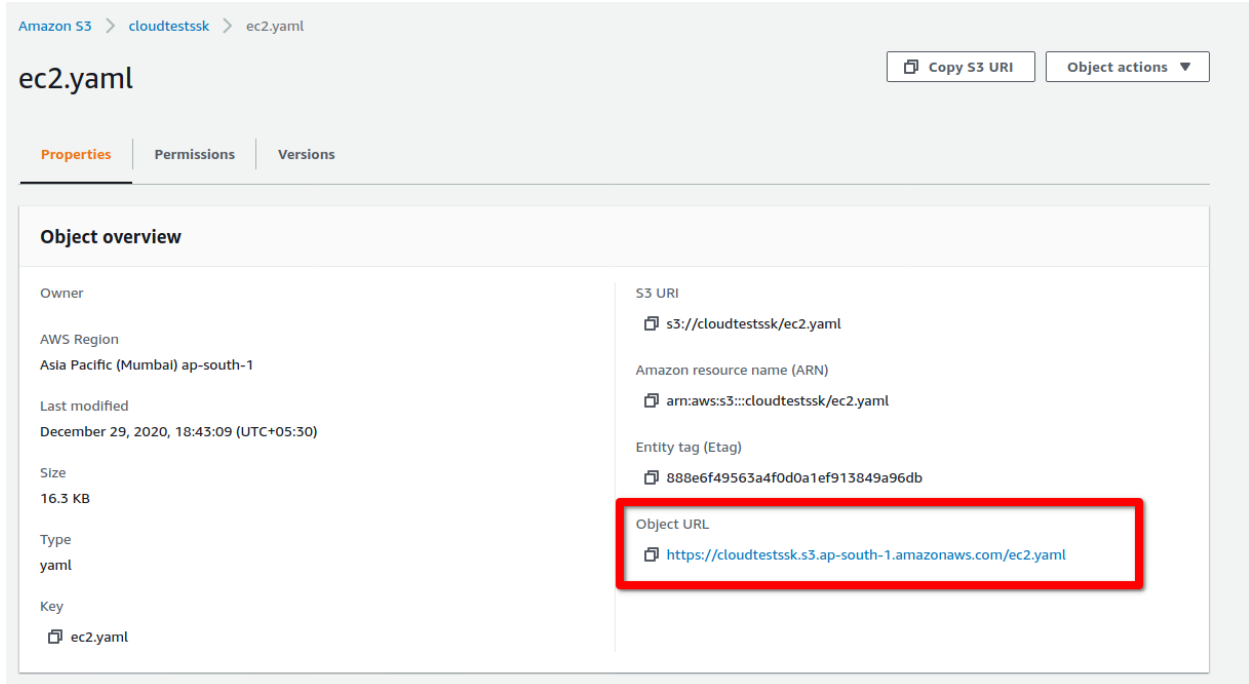 Amazon S3 > cloudtestssk > ec2.yaml
ec2.yaml
Copy S3 URI
Object actions ▼
Properties
Permissions
Versions
Object overview
Owner
AWS Region
Asia Pacific (Mumbai) ap-south-1
Last modified
December 29, 2020, 18:43:09 (UTC+05:30)
Size
16.3 KB
Type
yaml
Key
ec2.yaml
S3 URI
s3://cloudtestssk/ec2.yaml
Amazon resource name (ARN)
arn:aws:s3:::cloudtestssk/ec2.yaml
Entity tag (Etag)
888e6f49563a4f0d0a1ef913849a96db
Object URL
https://cloudtestssk.s3.ap-south-1.amazonaws.com/ec2.yaml